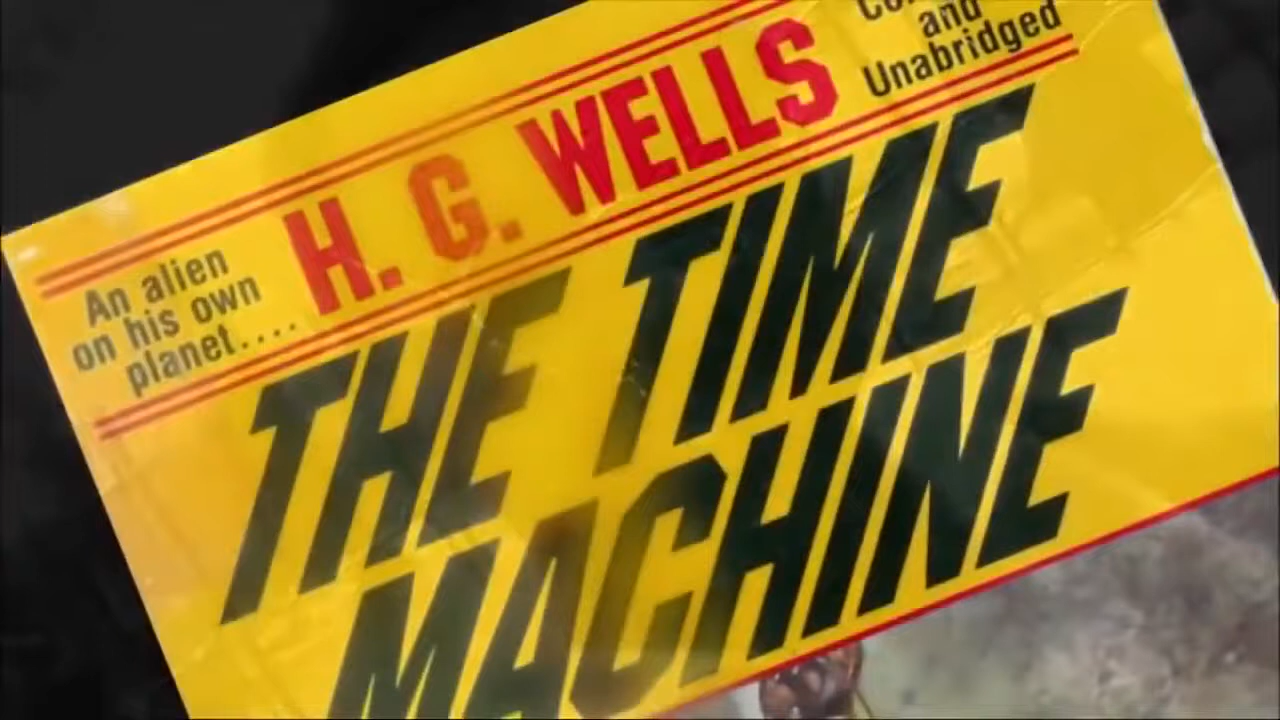 and
Unabridged
H. G. WELLS
An alien
on his own
planet....
THE TIME
MACHINE